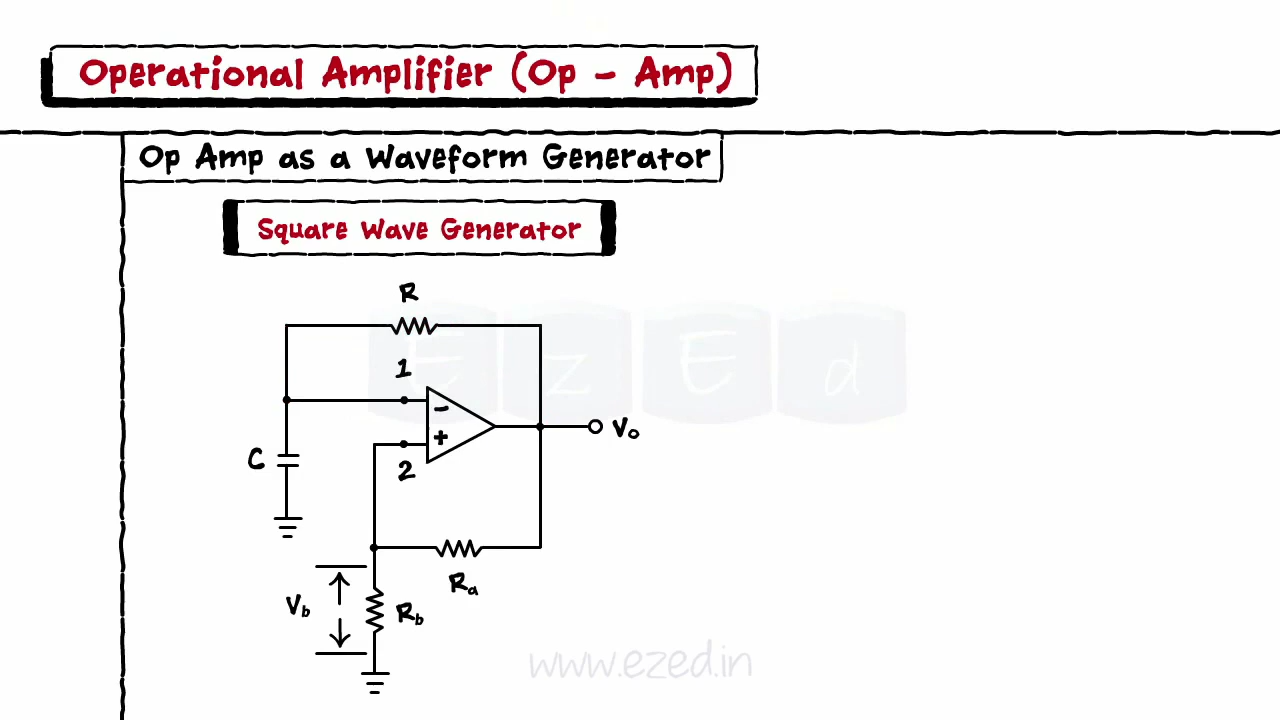 Operational Amplifier (Op - Amp)
Op Amp as a Waveform Generator
Square Wave Generator
R
1
-
+
2
Vo
C
Ra
Vb
Rb
EzEd
www.ezed.in